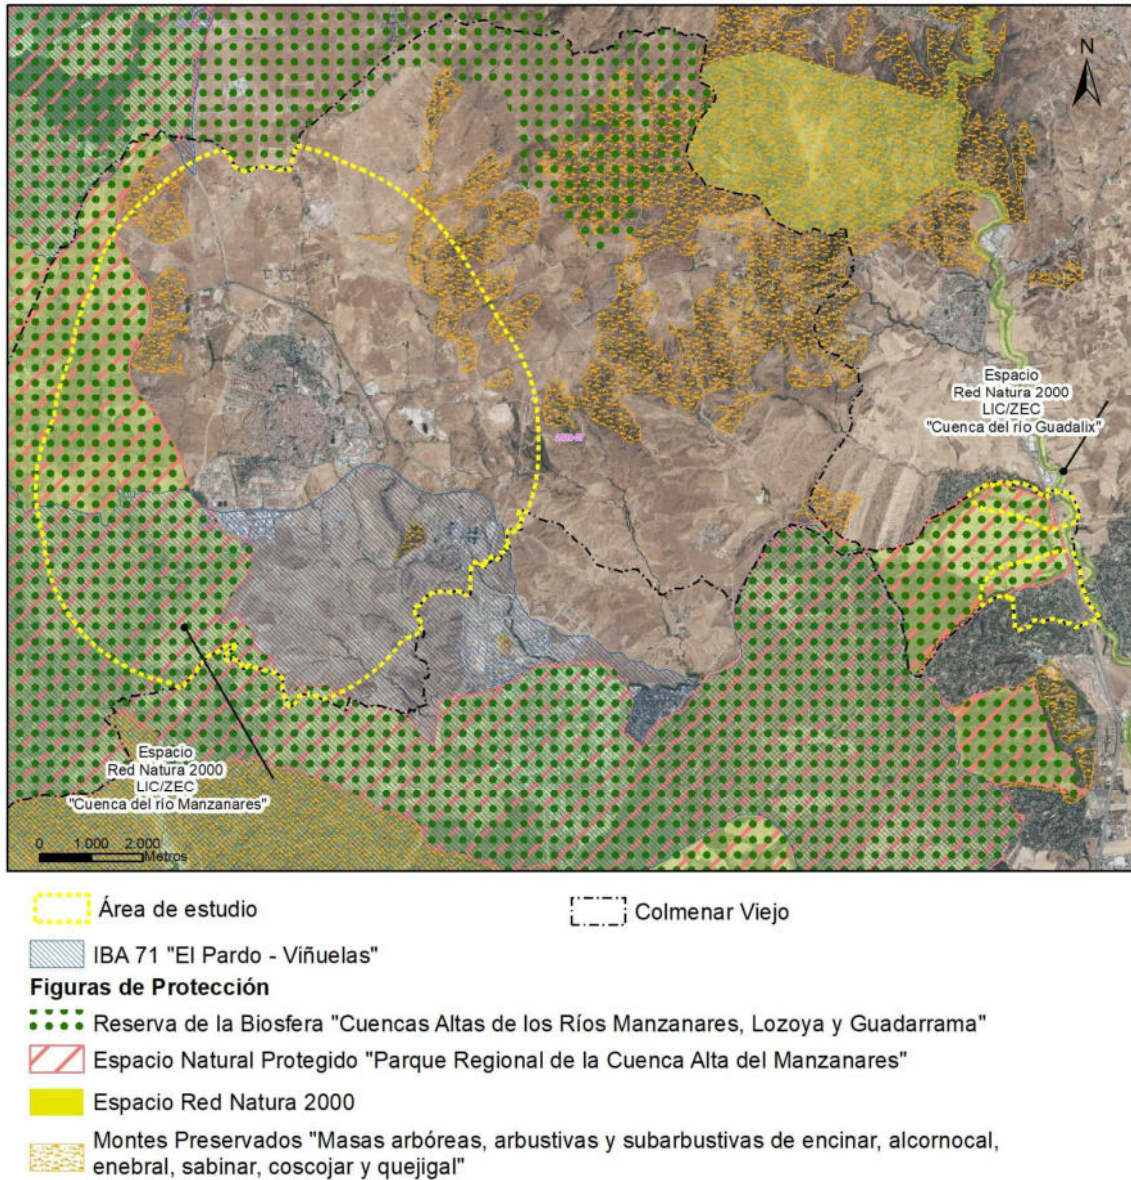 N
Espacio
Red Natura 2000
LIC/ZEC
"Cuenca del río Guadalix"
Espacio
Red Natura 2000
LIC/ZEC
"Cuenca del río Manzanares"
0 1.000 2.000
Metros
Área de estudio
Colmenar Viejo
IBA 71 "El Pardo - Viñuelas"
Figuras de Protección
Reserva de la Biosfera "Cuencas Altas de los Ríos Manzanares, Lozoya y Guadarrama"
Espacio Natural Protegido "Parque Regional de la Cuenca Alta del Manzanares"
Espacio Red Natura 2000
Montes Preservados "Masas arbóreas, arbustivas y subarbustivas de encinar, alcornocal,
enebral, sabinar, coscojar y quejigal"